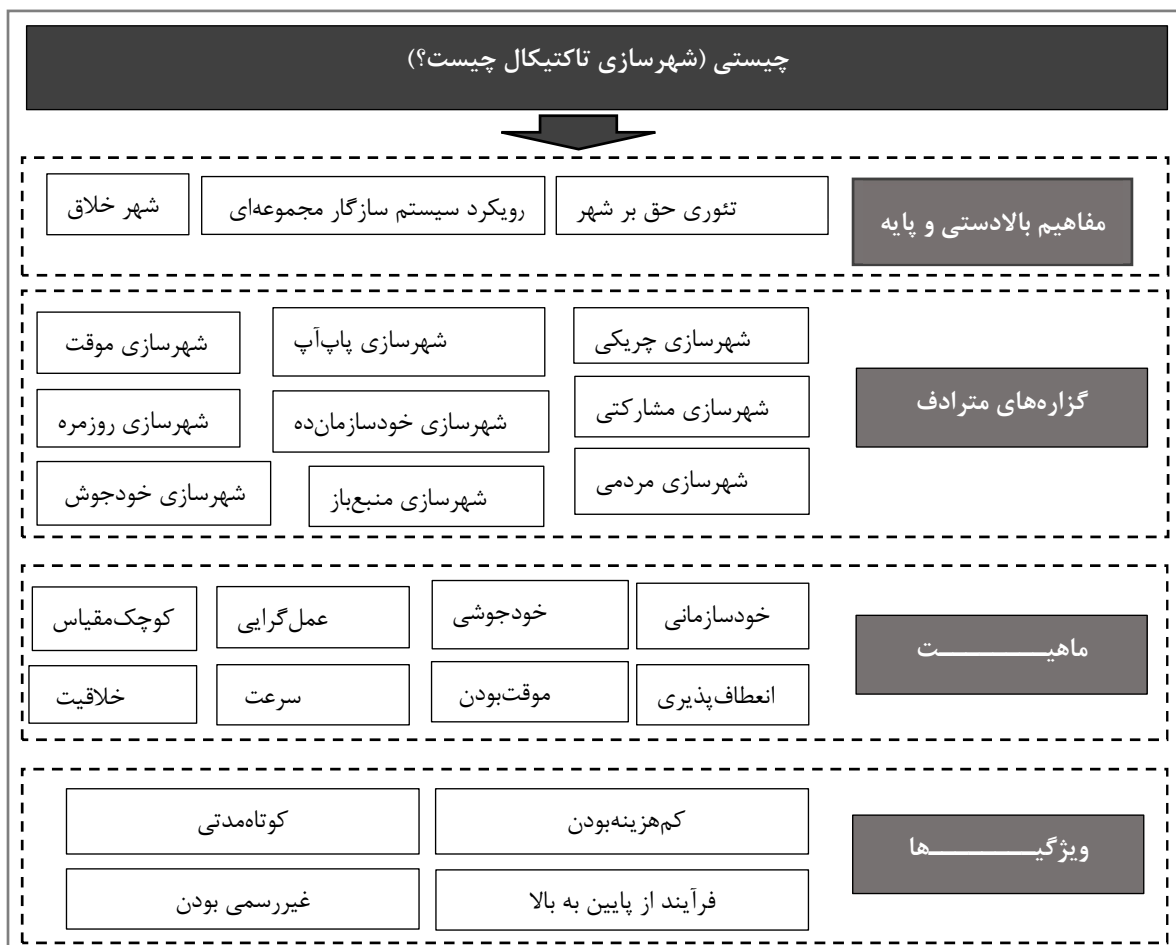 چیستی (شهرسازی تاکتیکال چیست؟)
مفاهیم بالادستی و پایه
تئوری حق بر شهر
رویکرد سیستم سازگار مجموعه‌ای
شهر خلاق
گزاره‌های مترادف
شهرسازی چریکی
شهرسازی پاپ‌آپ
شهرسازی موقت
شهرسازی مشارکتی
شهرسازی خودسازمان‌ده
شهرسازی روزمره
شهرسازی مردمی
شهرسازی منبع‌باز
شهرسازی خودجوش
ماهیـــــــــــــت
خودسازمانی
خودجوشی
عمل‌گرایی
کوچک‌مقیاس
انعطاف‌پذیری
موقت‌بودن
سرعت
خلاقیت
ویژگیـــــــــــــها
کم‌هزینه‌بودن
کوتاه‌مدتی
فرآیند از پایین به بالا
غیررسمی بودن